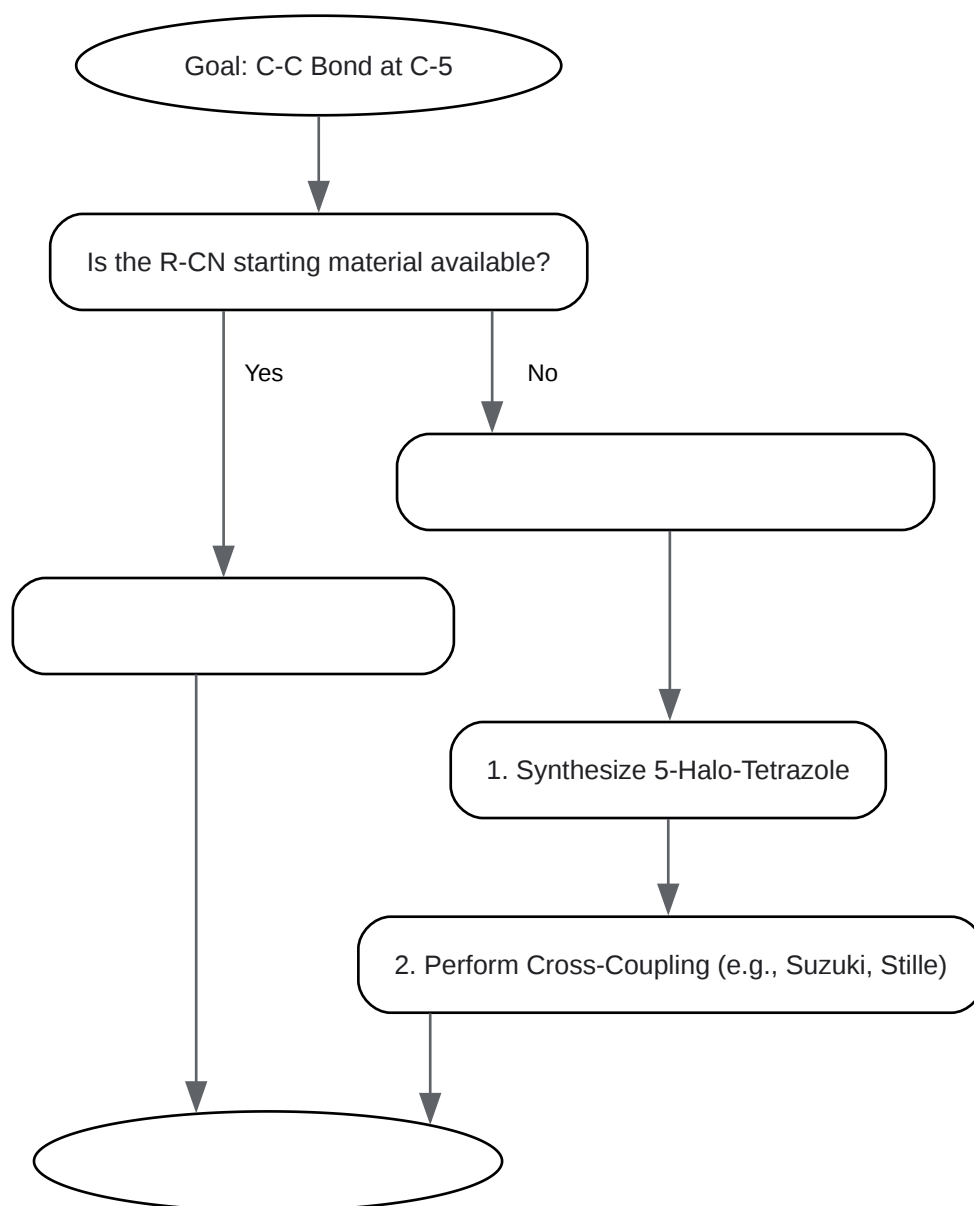 Goal: C-C Bond at C-5
Is the R-CN starting material available?
Yes
No
1. Synthesize 5-Halo-Tetrazole
2. Perform Cross-Coupling (e.g., Suzuki, Stille)